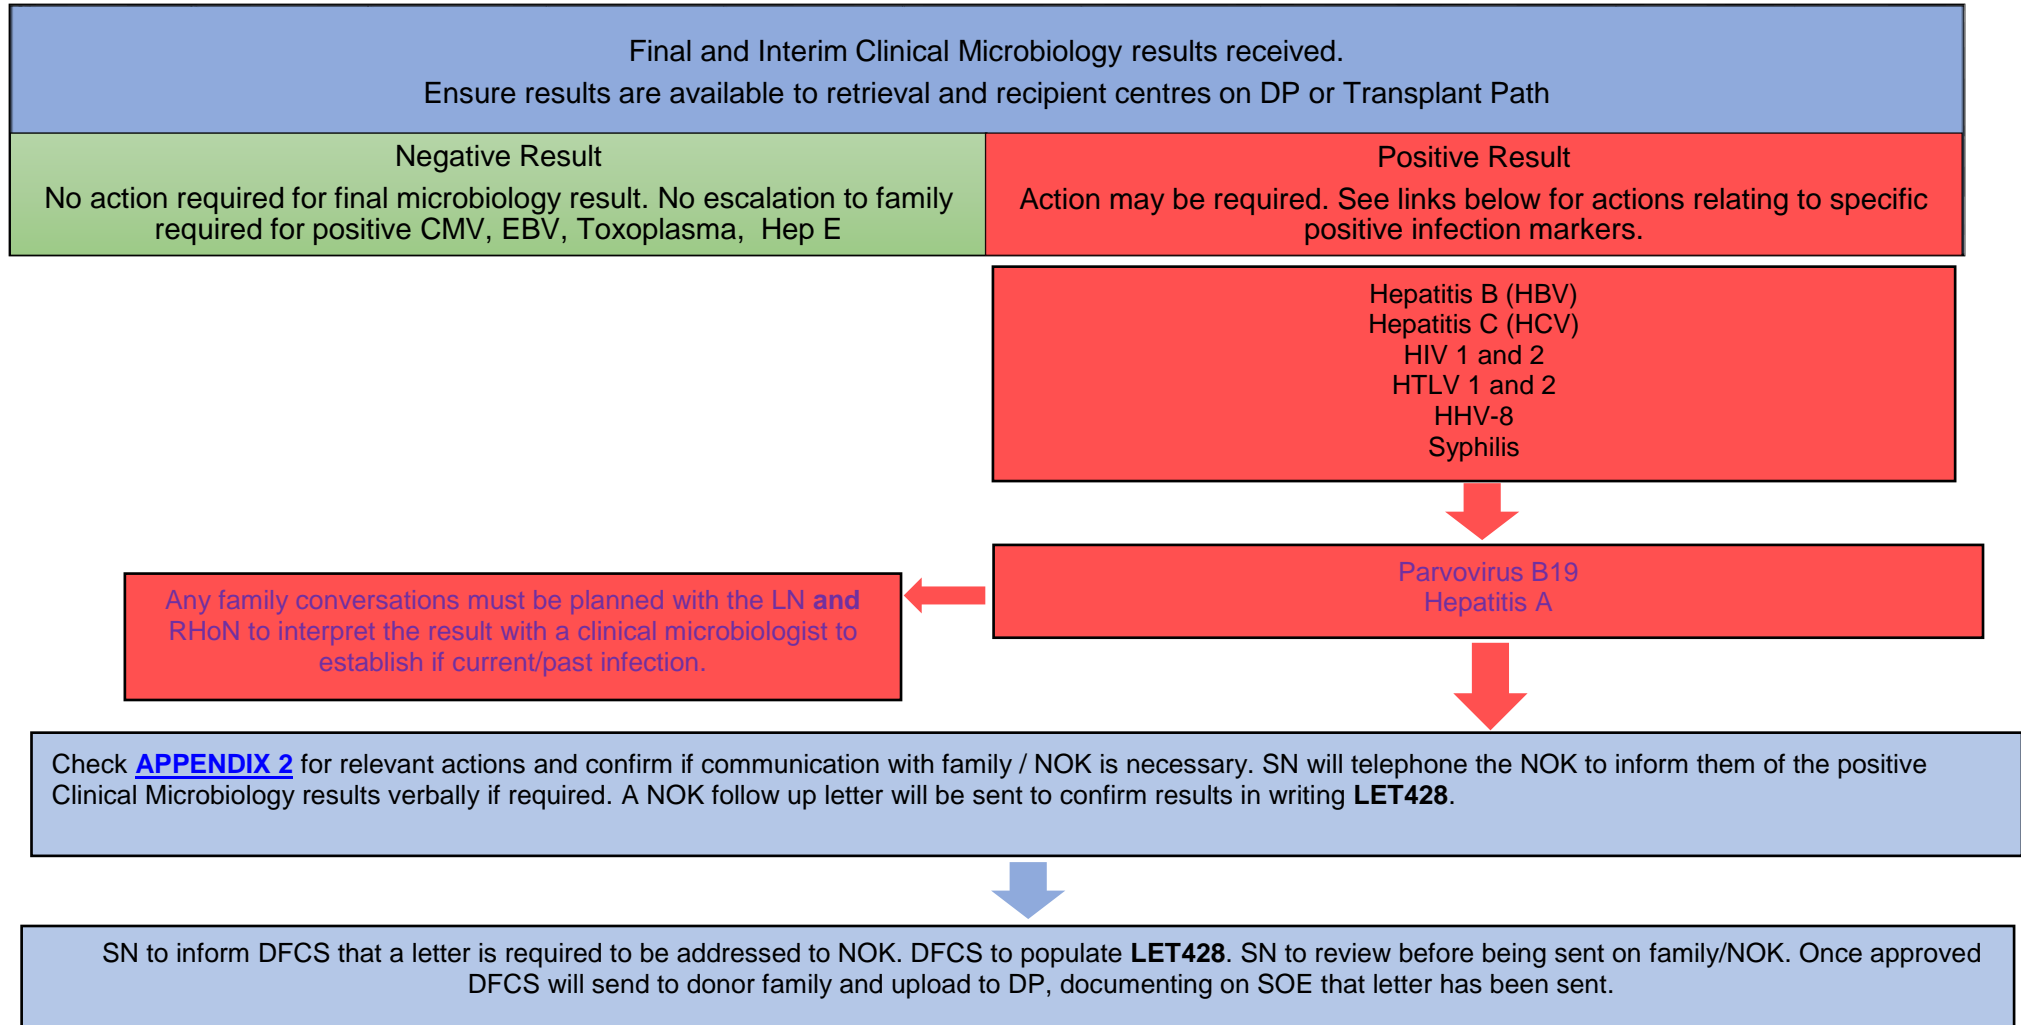 Final and Interim Clinical Microbiology results received.
Ensure results are available to retrieval and recipient centres on DP or Transplant Path
Negative Result
No action required for final microbiology result. No escalation to family
required for positive CMV, EBV, Toxoplasma, Hep E
Positive Result
Action may be required. See links below for actions relating to specific
positive infection markers.
Hepatitis B (HBV)
Hepatitis C (HCV)
HIV 1 and 2
HTLV 1 and 2
HHV-8
Syphilis
Parvovirus B19
Hepatitis A
Any family conversations must be planned with the LN and
RHoN to interpret the result with a clinical microbiologist to
establish if current/past infection.
Check APPENDIX 2 for relevant actions and confirm if communication with family / NOK is necessary. SN will telephone the NOK to inform them of the positive
Clinical Microbiology results verbally if required. A NOK follow up letter will be sent to confirm results in writing LET428.
SN to inform DFCS that a letter is required to be addressed to NOK. DFCS to populate LET428. SN to review before being sent on family/NOK. Once approved
DFCS will send to donor family and upload to DP, documenting on SOE that letter has been sent.